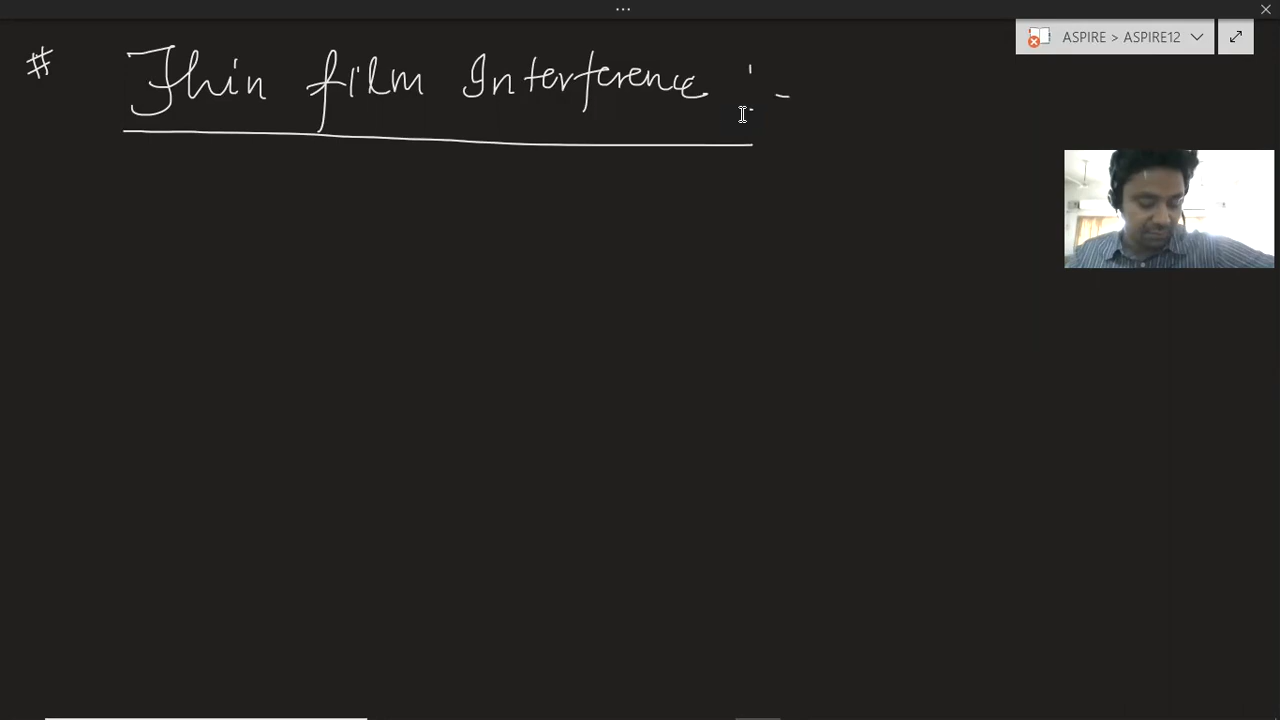 ASPIRE > ASPIRE12
# Thin film Interference :-